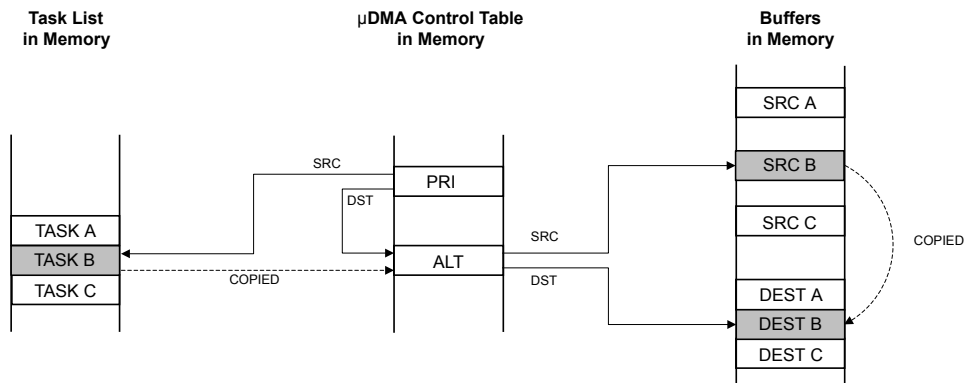 Task List
in Memory
µDMA Control Table
in Memory
Buffers
in Memory
SRC A
SRC B
SRC C
DEST A
DEST B
DEST C
PRI
ALT
TASK A
TASK B
TASK C
SRC
DST
SRC
DST
COPIED
COPIED